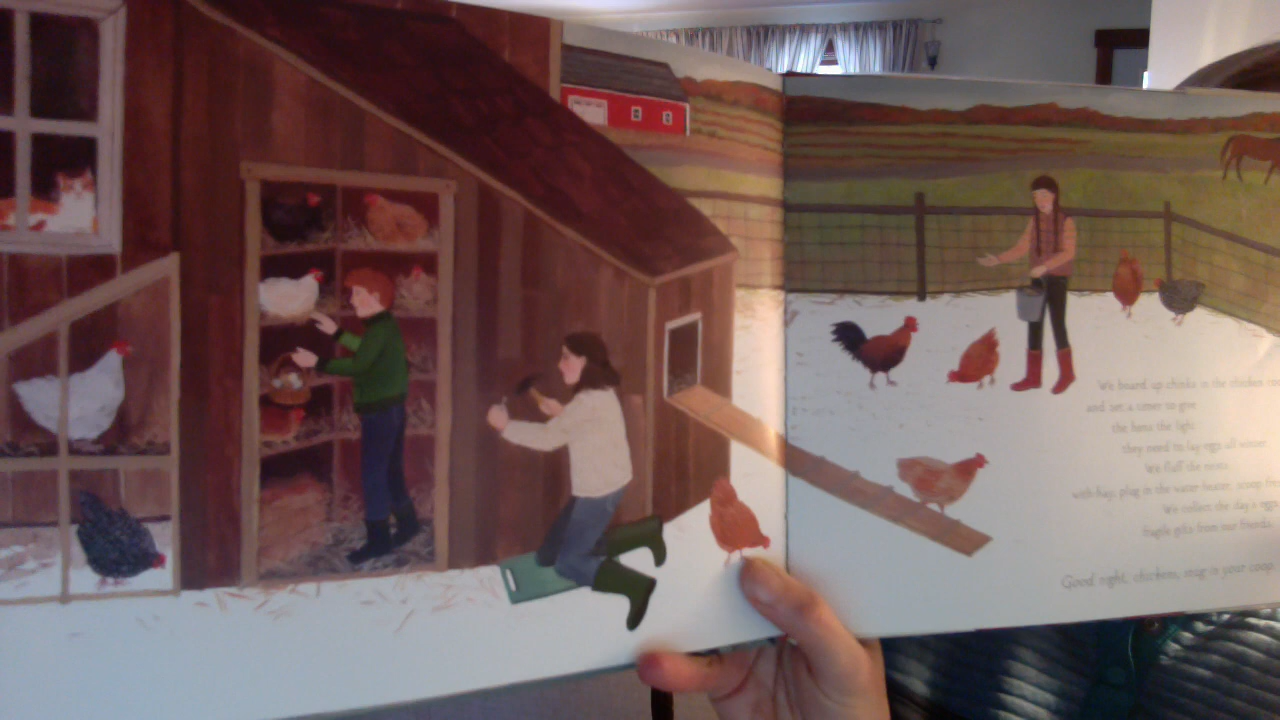 We board up chinks in the chicken
and set a timer to give
the hens the light
they need to lay eggs all winter.
We fluff the nests
with hay, plug in the water heater, scoop
We collect the day's eggs,
fragile gifts from our friends.
Good night, chickens, snug in your coop.